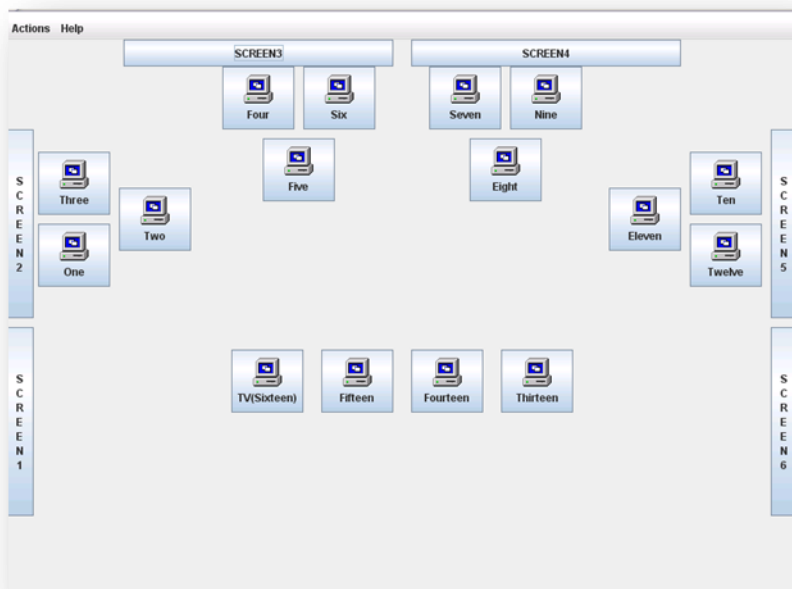 Actions Help
SCREEN3 SCREEN4
Four Six Seven Nine
Five Eight
SCREEN2
Three
Two
One
Ten
Eleven
Twelve
SCREEN5
SCREEN1
TV(Sixteen) Fifteen Fourteen Thirteen
SCREEN6